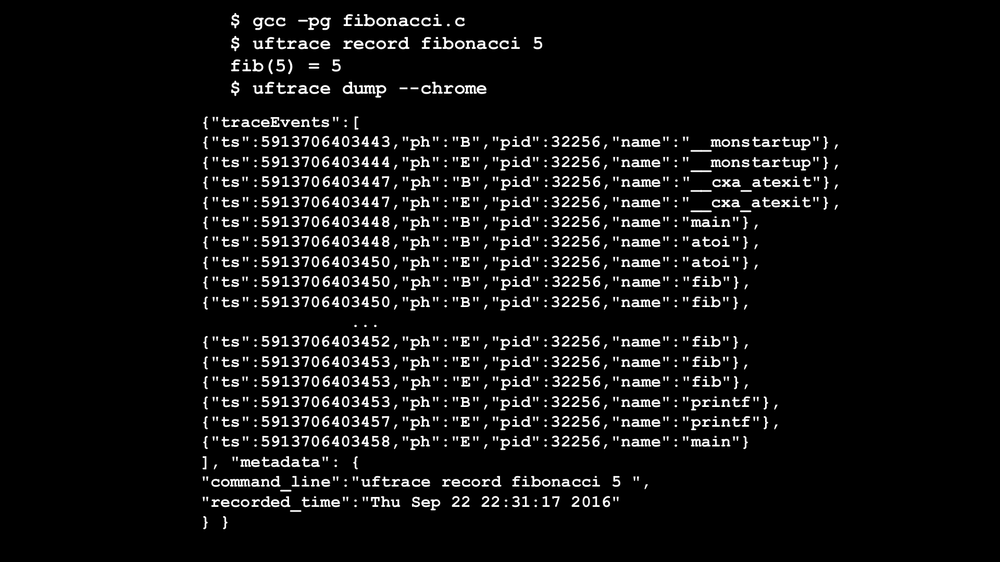 $ gcc –pg fibonacci.c
$ uftrace record fibonacci 5
fib(5) = 5
$ uftrace dump --chrome
{"traceEvents":[
{"ts":5913706403443,"ph":"B","pid":32256,"name":"__monstartup"},
{"ts":5913706403444,"ph":"E","pid":32256,"name":"__monstartup"},
{"ts":5913706403447,"ph":"B","pid":32256,"name":"__cxa_atexit"},
{"ts":5913706403447,"ph":"E","pid":32256,"name":"__cxa_atexit"},
{"ts":5913706403448,"ph":"B","pid":32256,"name":"main"},
{"ts":5913706403448,"ph":"B","pid":32256,"name":"atoi"},
{"ts":5913706403450,"ph":"E","pid":32256,"name":"atoi"},
{"ts":5913706403450,"ph":"B","pid":32256,"name":"fib"},
{"ts":5913706403450,"ph":"B","pid":32256,"name":"fib"},
...
{"ts":5913706403452,"ph":"E","pid":32256,"name":"fib"},
{"ts":5913706403453,"ph":"E","pid":32256,"name":"fib"},
{"ts":5913706403453,"ph":"E","pid":32256,"name":"fib"},
{"ts":5913706403453,"ph":"B","pid":32256,"name":"printf"},
{"ts":5913706403457,"ph":"E","pid":32256,"name":"printf"},
{"ts":5913706403458,"ph":"E","pid":32256,"name":"main"}
], "metadata": {
"command_line":"uftrace record fibonacci 5 ",
"recorded_time":"Thu Sep 22 22:31:17 2016"
} }